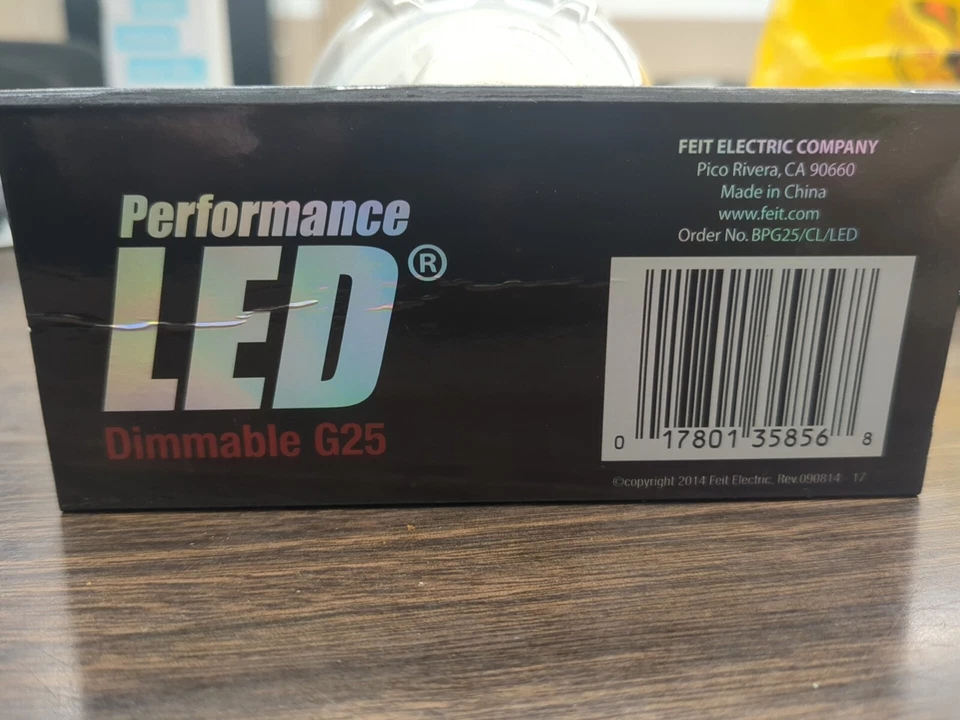 Performance
LED®
Dimmable G25
FEIT ELECTRIC COMPANY
Pico Rivera, CA 90660
Made in China
www.feit.com
Order No. BPG25/CL/LED
0 17801 35856 8
©copyright 2014 Feit Electric, Rev.090814 17